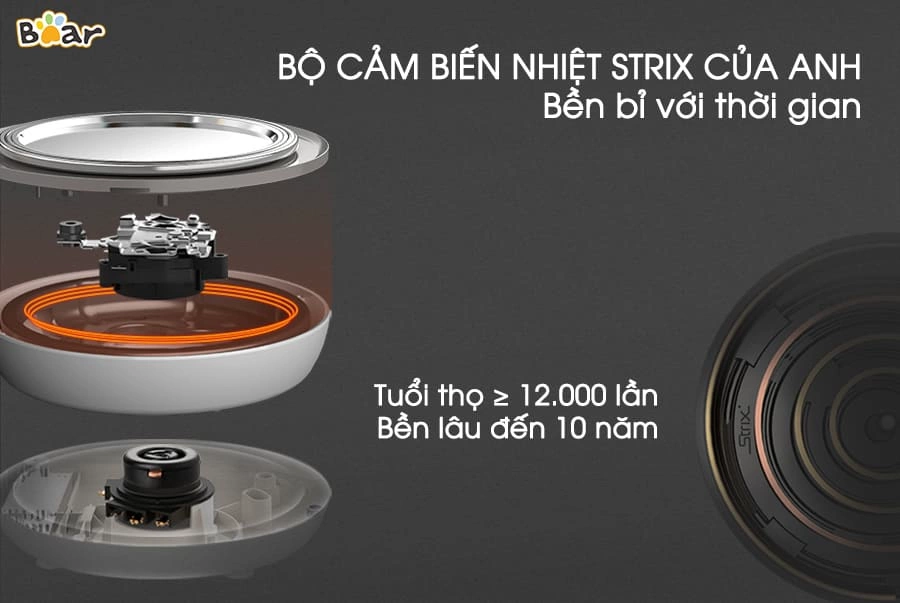 Bear
BỘ CẢM BIẾN NHIỆT STRIX CỦA ANH
Bền bỉ với thời gian
Tuổi thọ ≥ 12.000 lần
Bền lâu đến 10 năm
Strix